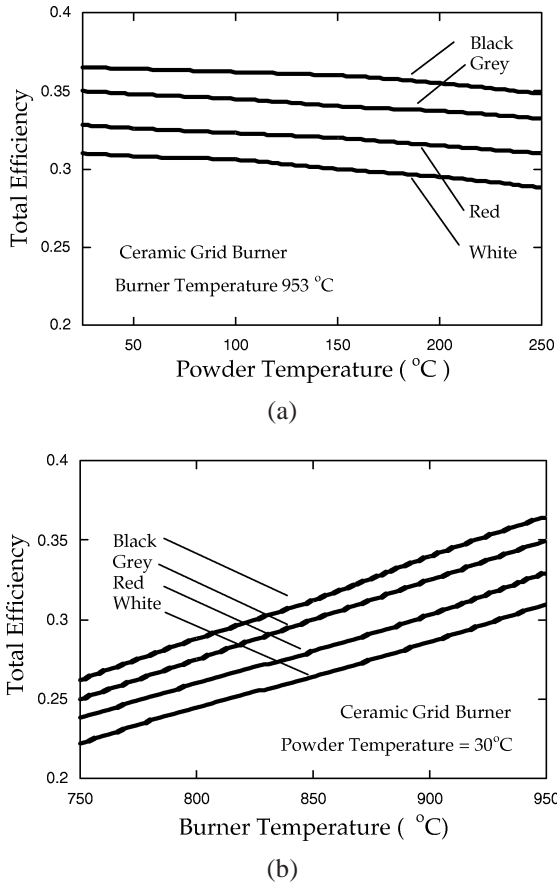 0.4
Black
Grey
0.35
0.3
Total Efficiency
Red
White
0.25
Ceramic Grid Burner
Burner Temperature 953 °C
0.2
50 100 150 200 250
Powder Temperature ( °C )
(a)
0.4
0.35
Black
Grey
Red
White
0.3
Total Efficiency
0.25
Ceramic Grid Burner
Powder Temperature = 30°C
0.2
750 800 850 900 950
Burner Temperature ( °C)
(b)